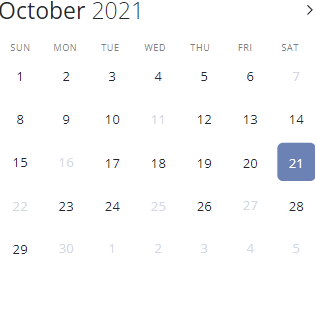 October 2021
SUN MON TUE WED THU FRI SAT
1 2 3 4 5 6 7
8 9 10 11 12 13 14
15 16 17 18 19 20 21
22 23 24 25 26 27 28
29 30 1 2 3 4 5